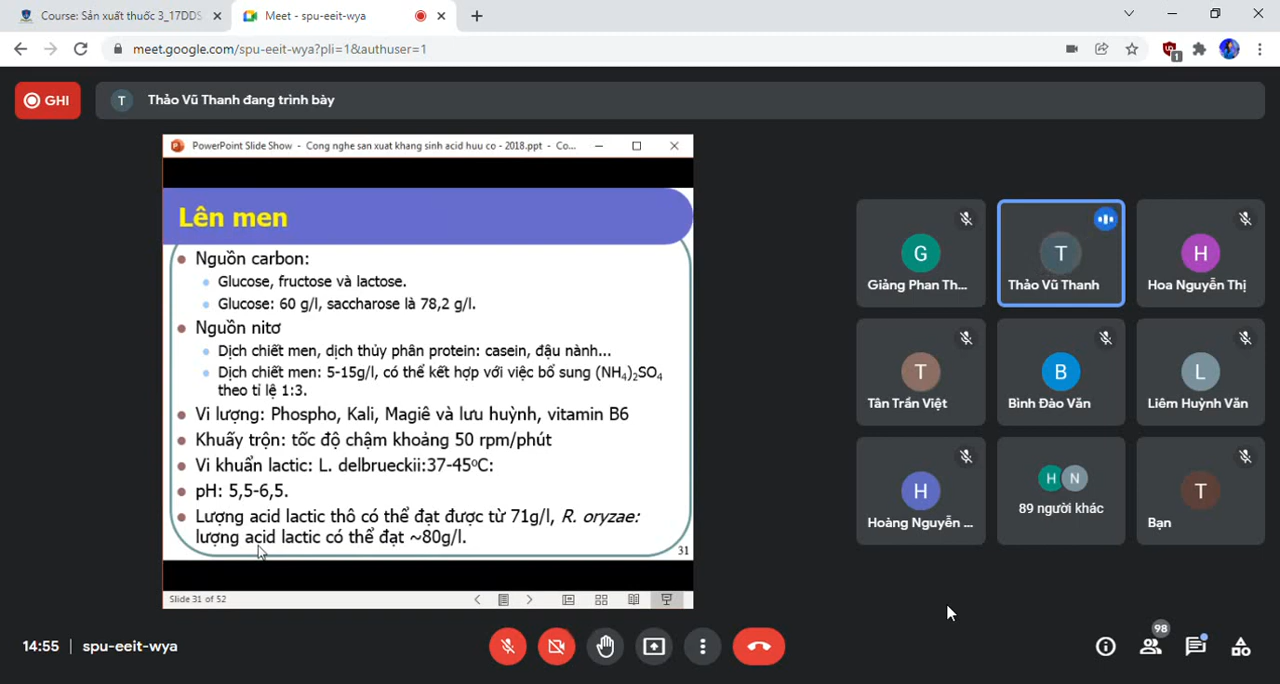 Course: Sản xuất thuốc 3_17DDS
Meet - spu-eeit-wya
meet.google.com/spu-eeit-wya?pli=1&authuser=1
1
GHI
T
Thảo Vũ Thanh đang trình bày
PowerPoint Slide Show - Cong nghe san xuat khang sinh acid huu co - 2018.ppt - Co...
Lên men
Nguồn carbon:
Glucose, fructose và lactose.
Glucose: 60 g/l, saccharose là 78,2 g/l.
Nguồn nitơ
Dịch chiết men, dịch thủy phân protein: casein, đậu nành...
Dịch chiết men: 5-15g/l, có thể kết hợp với việc bổ sung (NH₄)₂SO₄
theo tỉ lệ 1:3.
Vi lượng: Phospho, Kali, Magiê và lưu huỳnh, vitamin B6
Khuấy trộn: tốc độ chậm khoảng 50 rpm/phút
Vi khuẩn lactic: L. delbrueckii:37-45ºC:
pH: 5,5-6,5.
Lượng acid lactic thô có thể đạt được từ 71g/l, R. oryzae:
lượng acid lactic có thể đạt ~80g/l.
31
Slide 31 of 52
G
Giảng Phan Th...
T
Thảo Vũ Thanh
H
Hoa Nguyễn Thị
T
Tân Trần Việt
B
Bình Đào Văn
L
Liêm Huỳnh Văn
H
Hoàng Nguyễn ...
H N
89 người khác
T
Bạn
14:55 | spu-eeit-wya
98